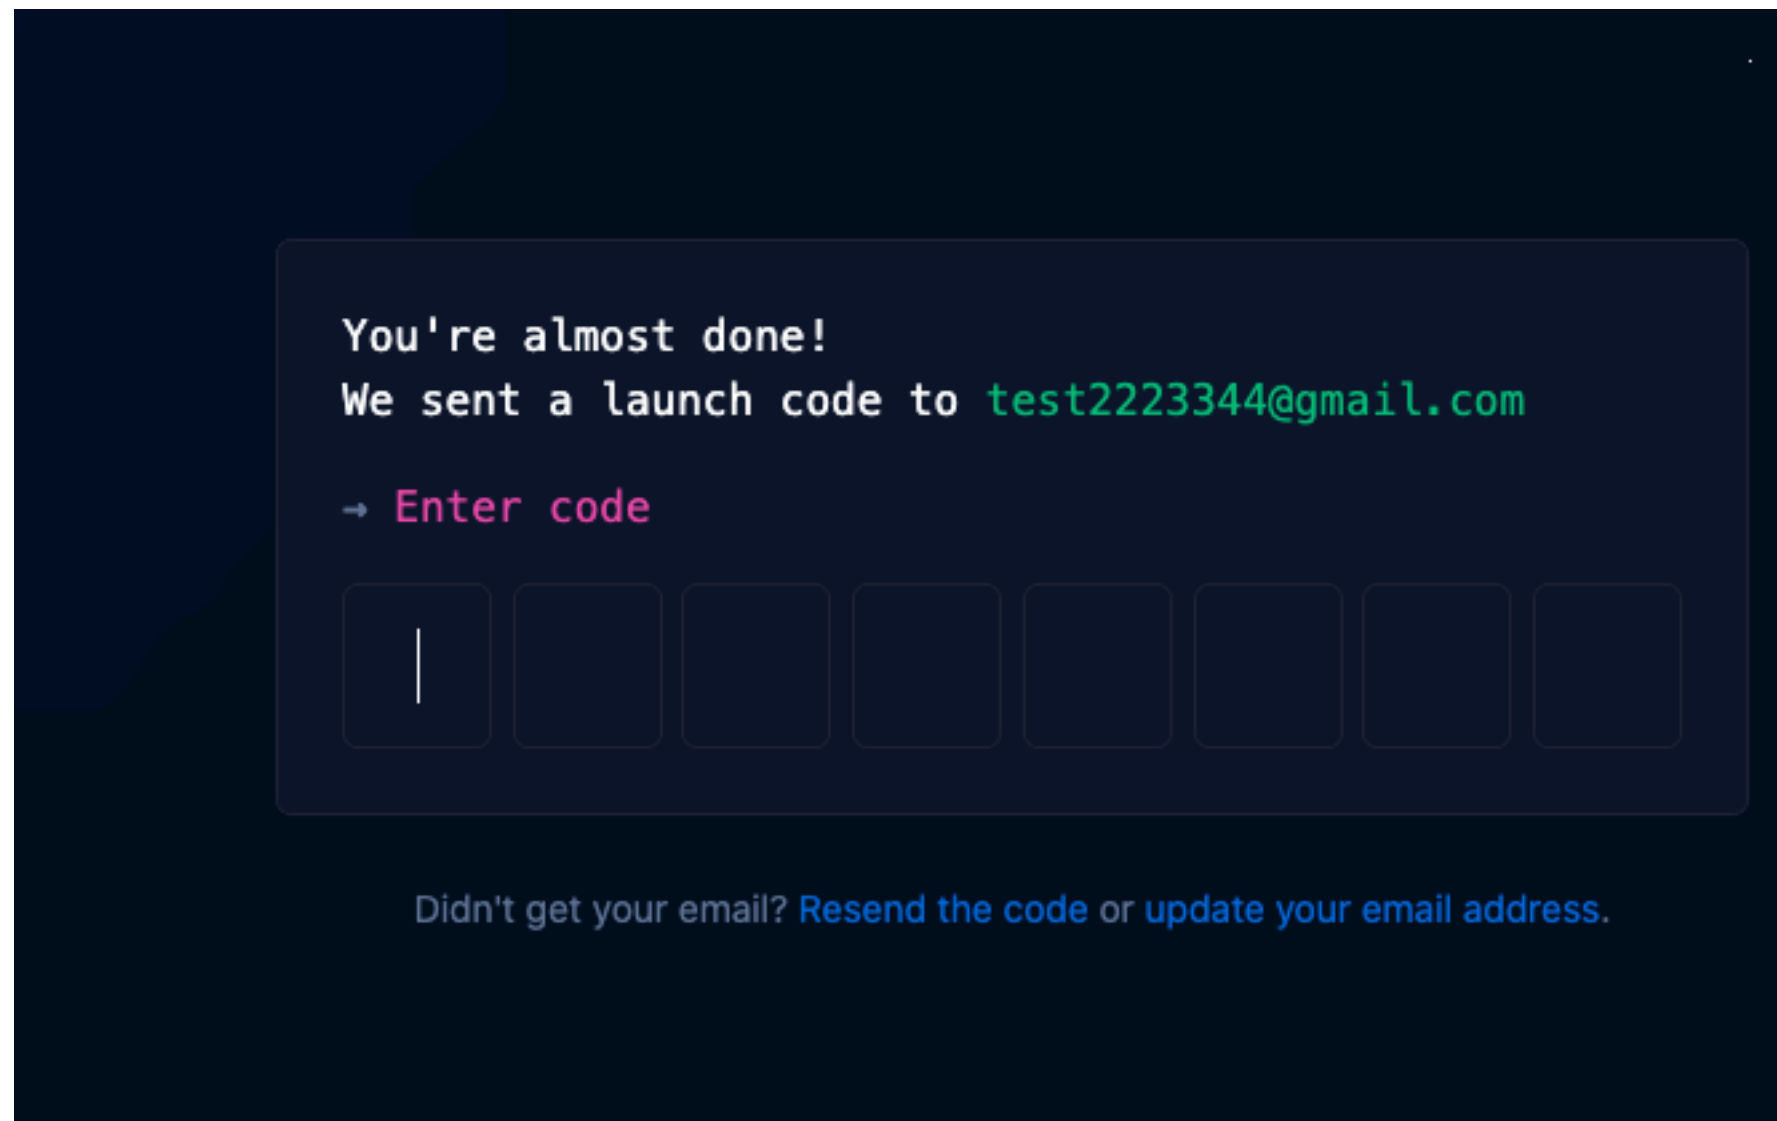 You're almost done!
We sent a launch code to test2223344@gmail.com
→ Enter code
Didn't get your email? Resend the code or update your email address.